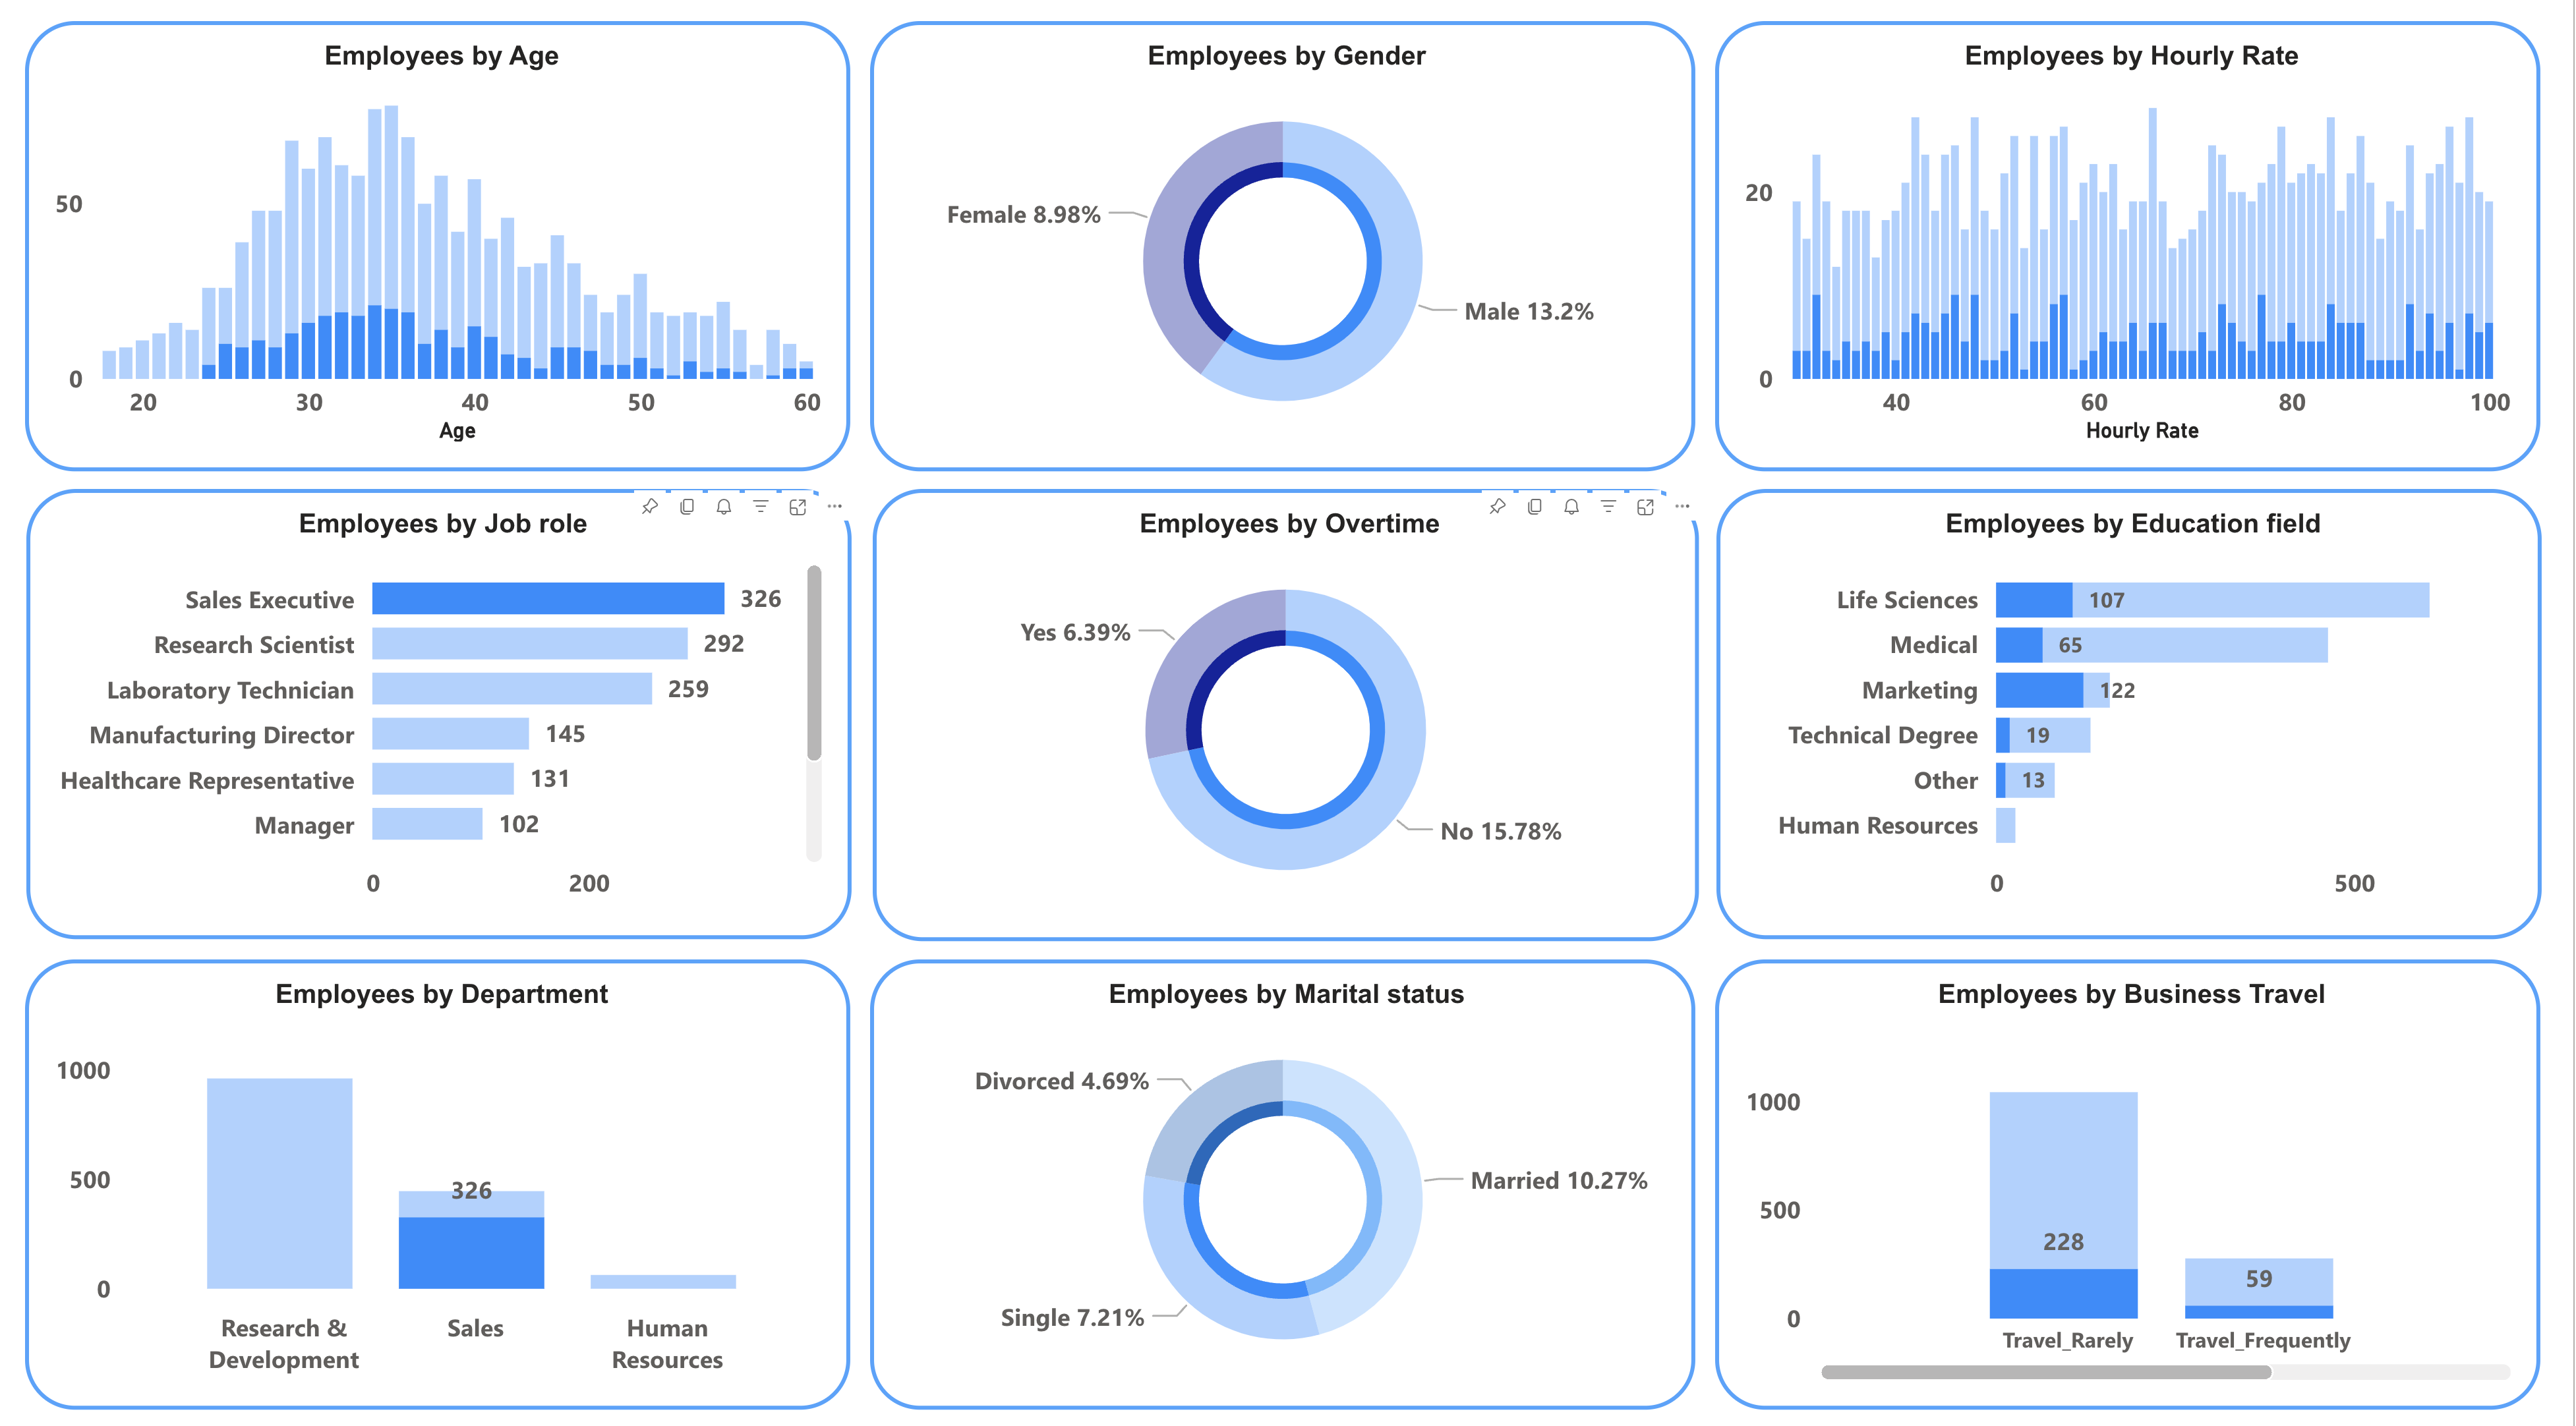 Employees by Age
50
0
20 30 40 50 60
Age
Employees by Gender
Female 8.98%
Male 13.2%
Employees by Hourly Rate
20
0
40 60 80 100
Hourly Rate
Employees by Job role
Sales Executive 326
Research Scientist 292
Laboratory Technician 259
Manufacturing Director 145
Healthcare Representative 131
Manager 102
0 200
Employees by Overtime
Yes 6.39%
No 15.78%
Employees by Education field
Life Sciences 107
Medical 65
Marketing 122
Technical Degree 19
Other 13
Human Resources
0 500
Employees by Department
1000
500
0
326
Research & Development
Sales
Human Resources
Employees by Marital status
Divorced 4.69%
Married 10.27%
Single 7.21%
Employees by Business Travel
1000
500
0
228
59
Travel_Rarely Travel_Frequently